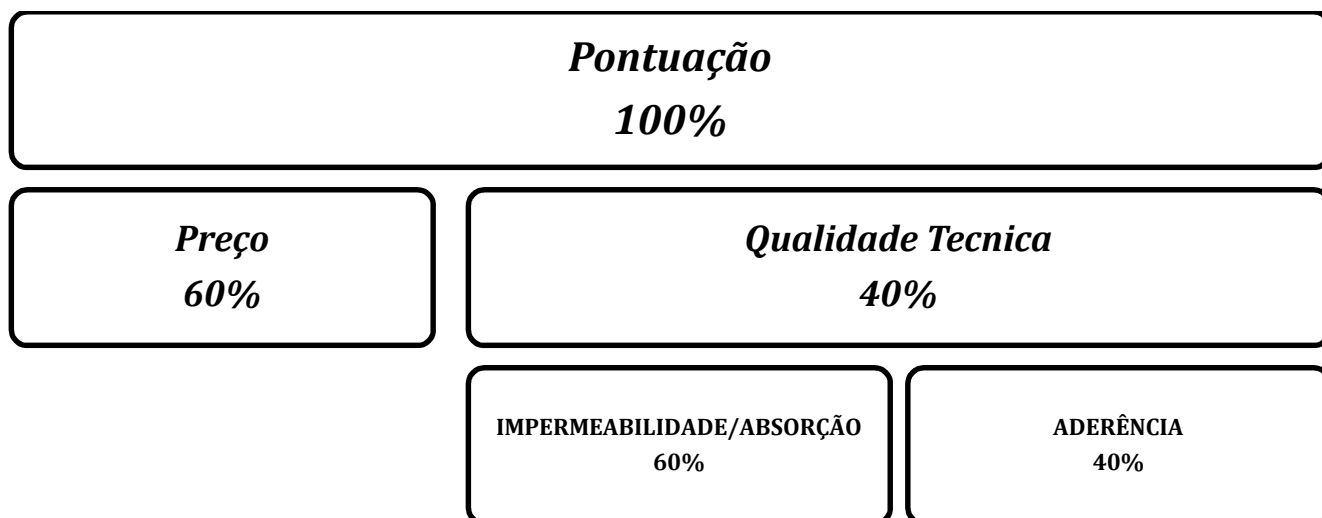 Pontuação
100%
Preço
60%
Qualidade Tecnica
40%
IMPERMEABILIDADE/ABSORÇÃO
60%
ADERÊNCIA
40%